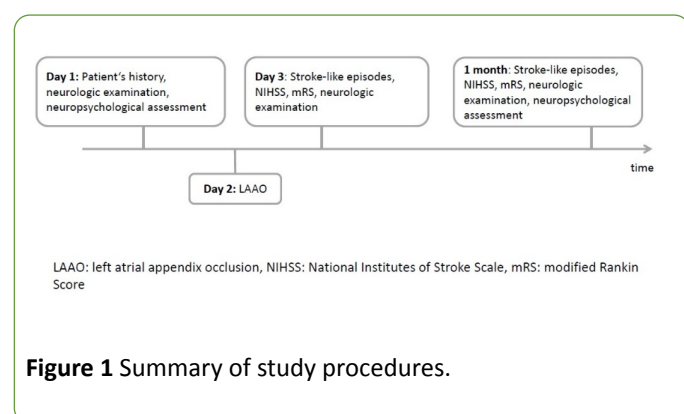 Day 1: Patient's history,
neurologic examination,
neuropsychological assessment
Day 3: Stroke-like episodes,
NIHSS, mRS, neurologic
examination
1 month: Stroke-like episodes,
NIHSS, mRS, neurologic
examination, neuropsychological
assessment
time
Day 2: LAAO
LAAO: left atrial appendix occlusion, NIHSS: National Institutes of Stroke Scale, mRS: modified Rankin
Score
Figure 1 Summary of study procedures.